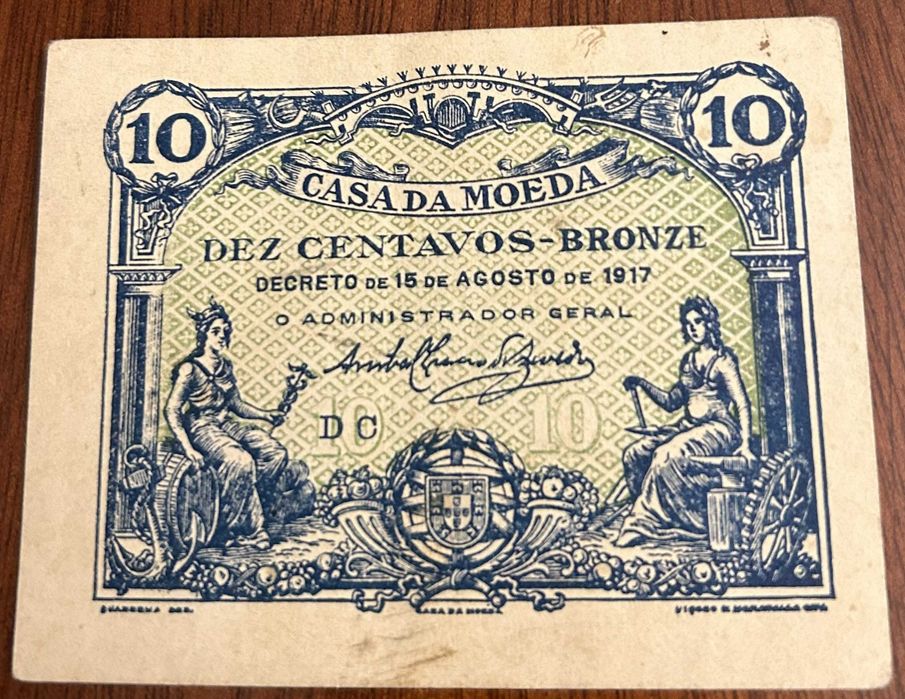 10 10
CASA DA MOEDA
DEZ CENTAVOS-BRONZE
DECRETO DE 15 DE AGOSTO DE 1917
O ADMINISTRADOR GERAL
10 10
D C
CASA DA MOEDA